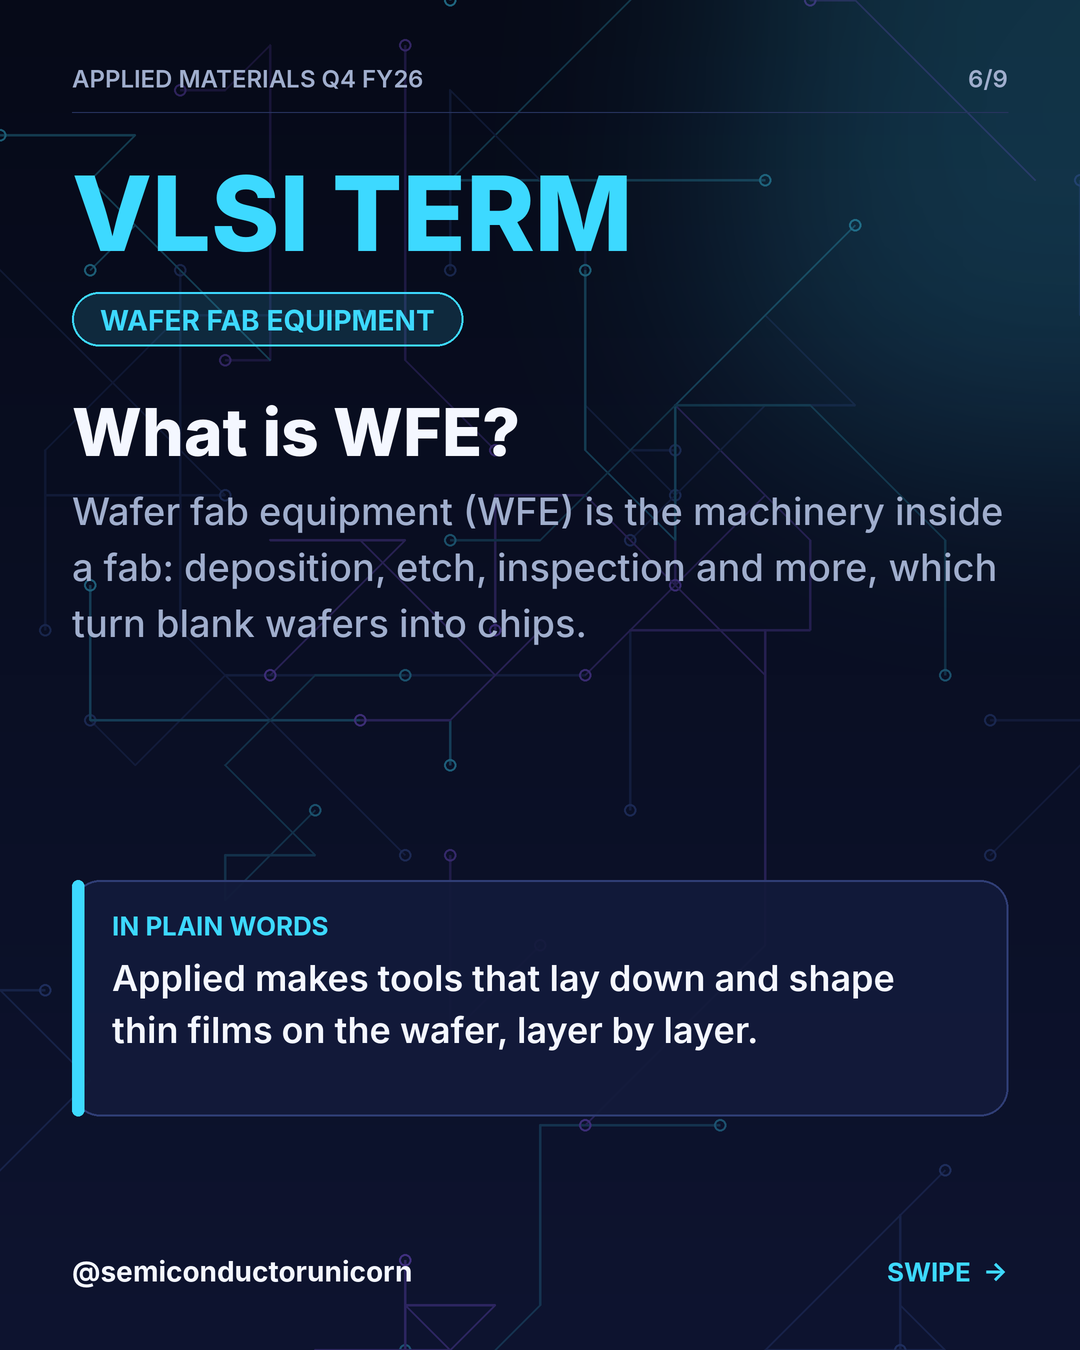 APPLIED MATERIALS Q4 FY26
6/9
VLSI TERM
WAFER FAB EQUIPMENT
What is WFE?
Wafer fab equipment (WFE) is the machinery inside
a fab: deposition, etch, inspection and more, which
turn blank wafers into chips.
IN PLAIN WORDS
Applied makes tools that lay down and shape
thin films on the wafer, layer by layer.
@semiconductorunicorn
SWIPE →